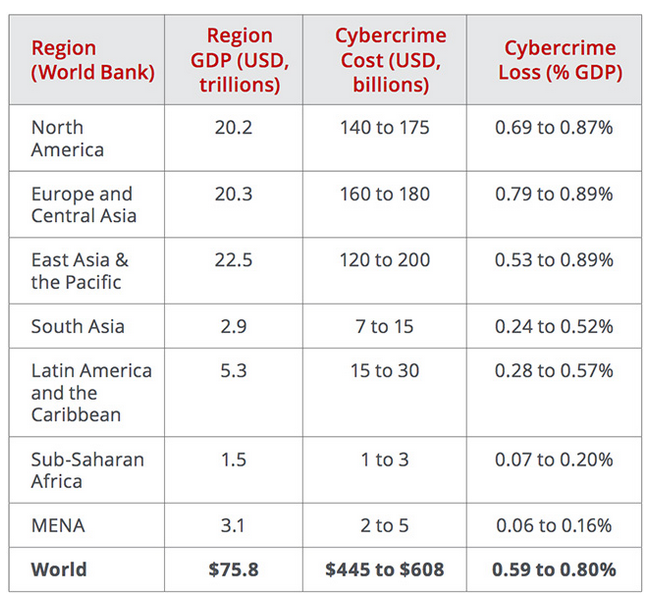 Region
(World Bank)
Region
GDP (USD,
trillions)
Cybercrime
Cost (USD,
billions)
Cybercrime
Loss (% GDP)
North
America
20.2
140 to 175
0.69 to 0.87%
Europe and
Central Asia
20.3
160 to 180
0.79 to 0.89%
East Asia &
the Pacific
22.5
120 to 200
0.53 to 0.89%
South Asia
2.9
7 to 15
0.24 to 0.52%
Latin America
and the
Caribbean
5.3
15 to 30
0.28 to 0.57%
Sub-Saharan
Africa
1.5
1 to 3
0.07 to 0.20%
MENA
3.1
2 to 5
0.06 to 0.16%
World
$75.8
$445 to $608
0.59 to 0.80%